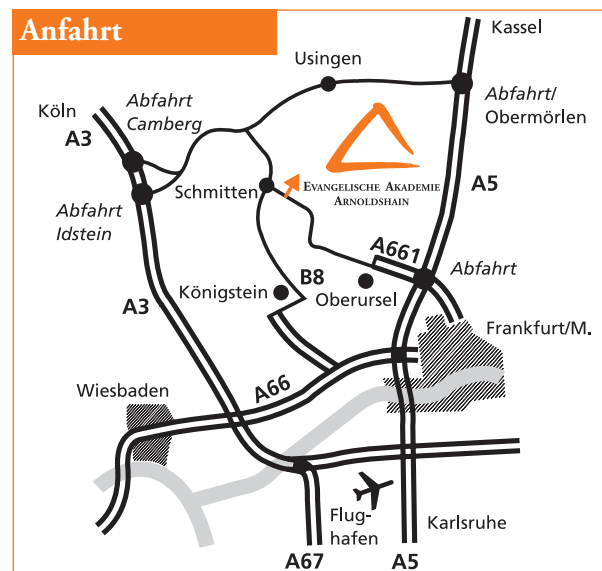 Anfahrt
Kassel
Usingen
Köln
A3
Abfahrt
Camberg
Abfahrt/
Obermörlen
Schmitten
EVANGELISCHE AKADEMIE
ARNOLDSHAIN
A5
Abfahrt
Idstein
A661
Abfahrt
A3
Königstein
B8
Oberursel
Frankfurt/M.
Wiesbaden
A66
Flug-
hafen
Karlsruhe
A67
A5